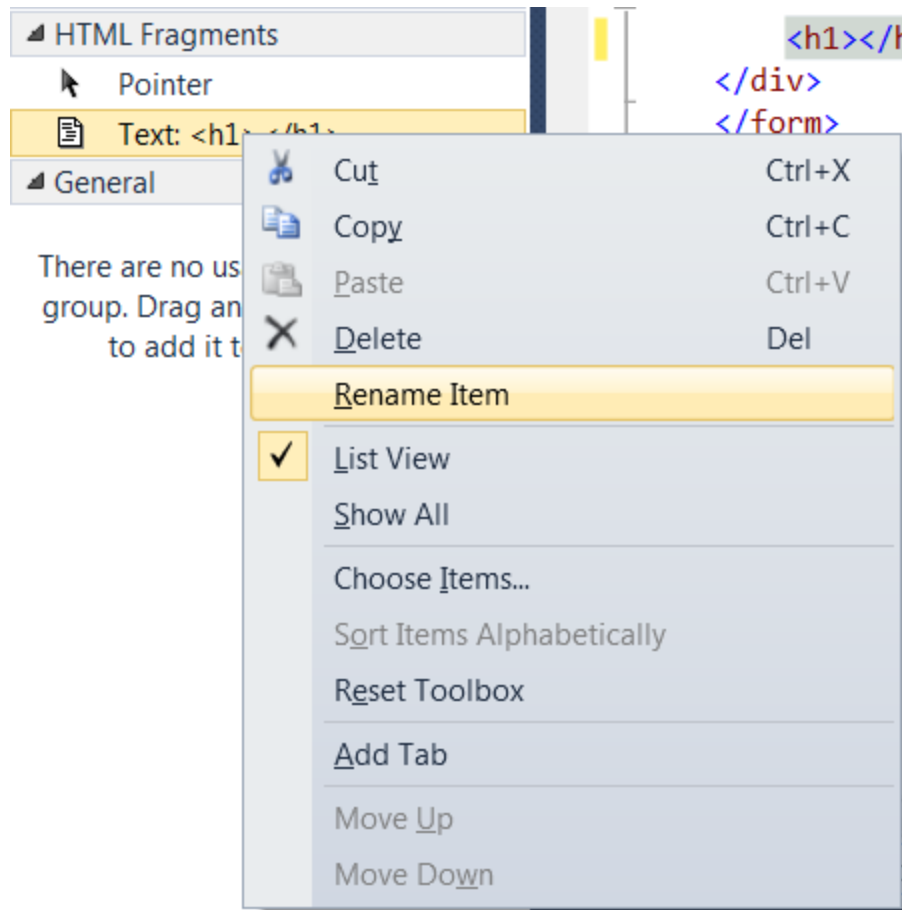 HTML Fragments
Pointer
Text: <h1>
General
There are no
group. Drag
to add it
Cut Ctrl+X
Copy Ctrl+C
Paste Ctrl+V
Delete Del
Rename Item
List View
Show All
Choose Items...
Sort Items Alphabetically
Reset Toolbox
Add Tab
Move Up
Move Down
<h1></h
</div>
</form>